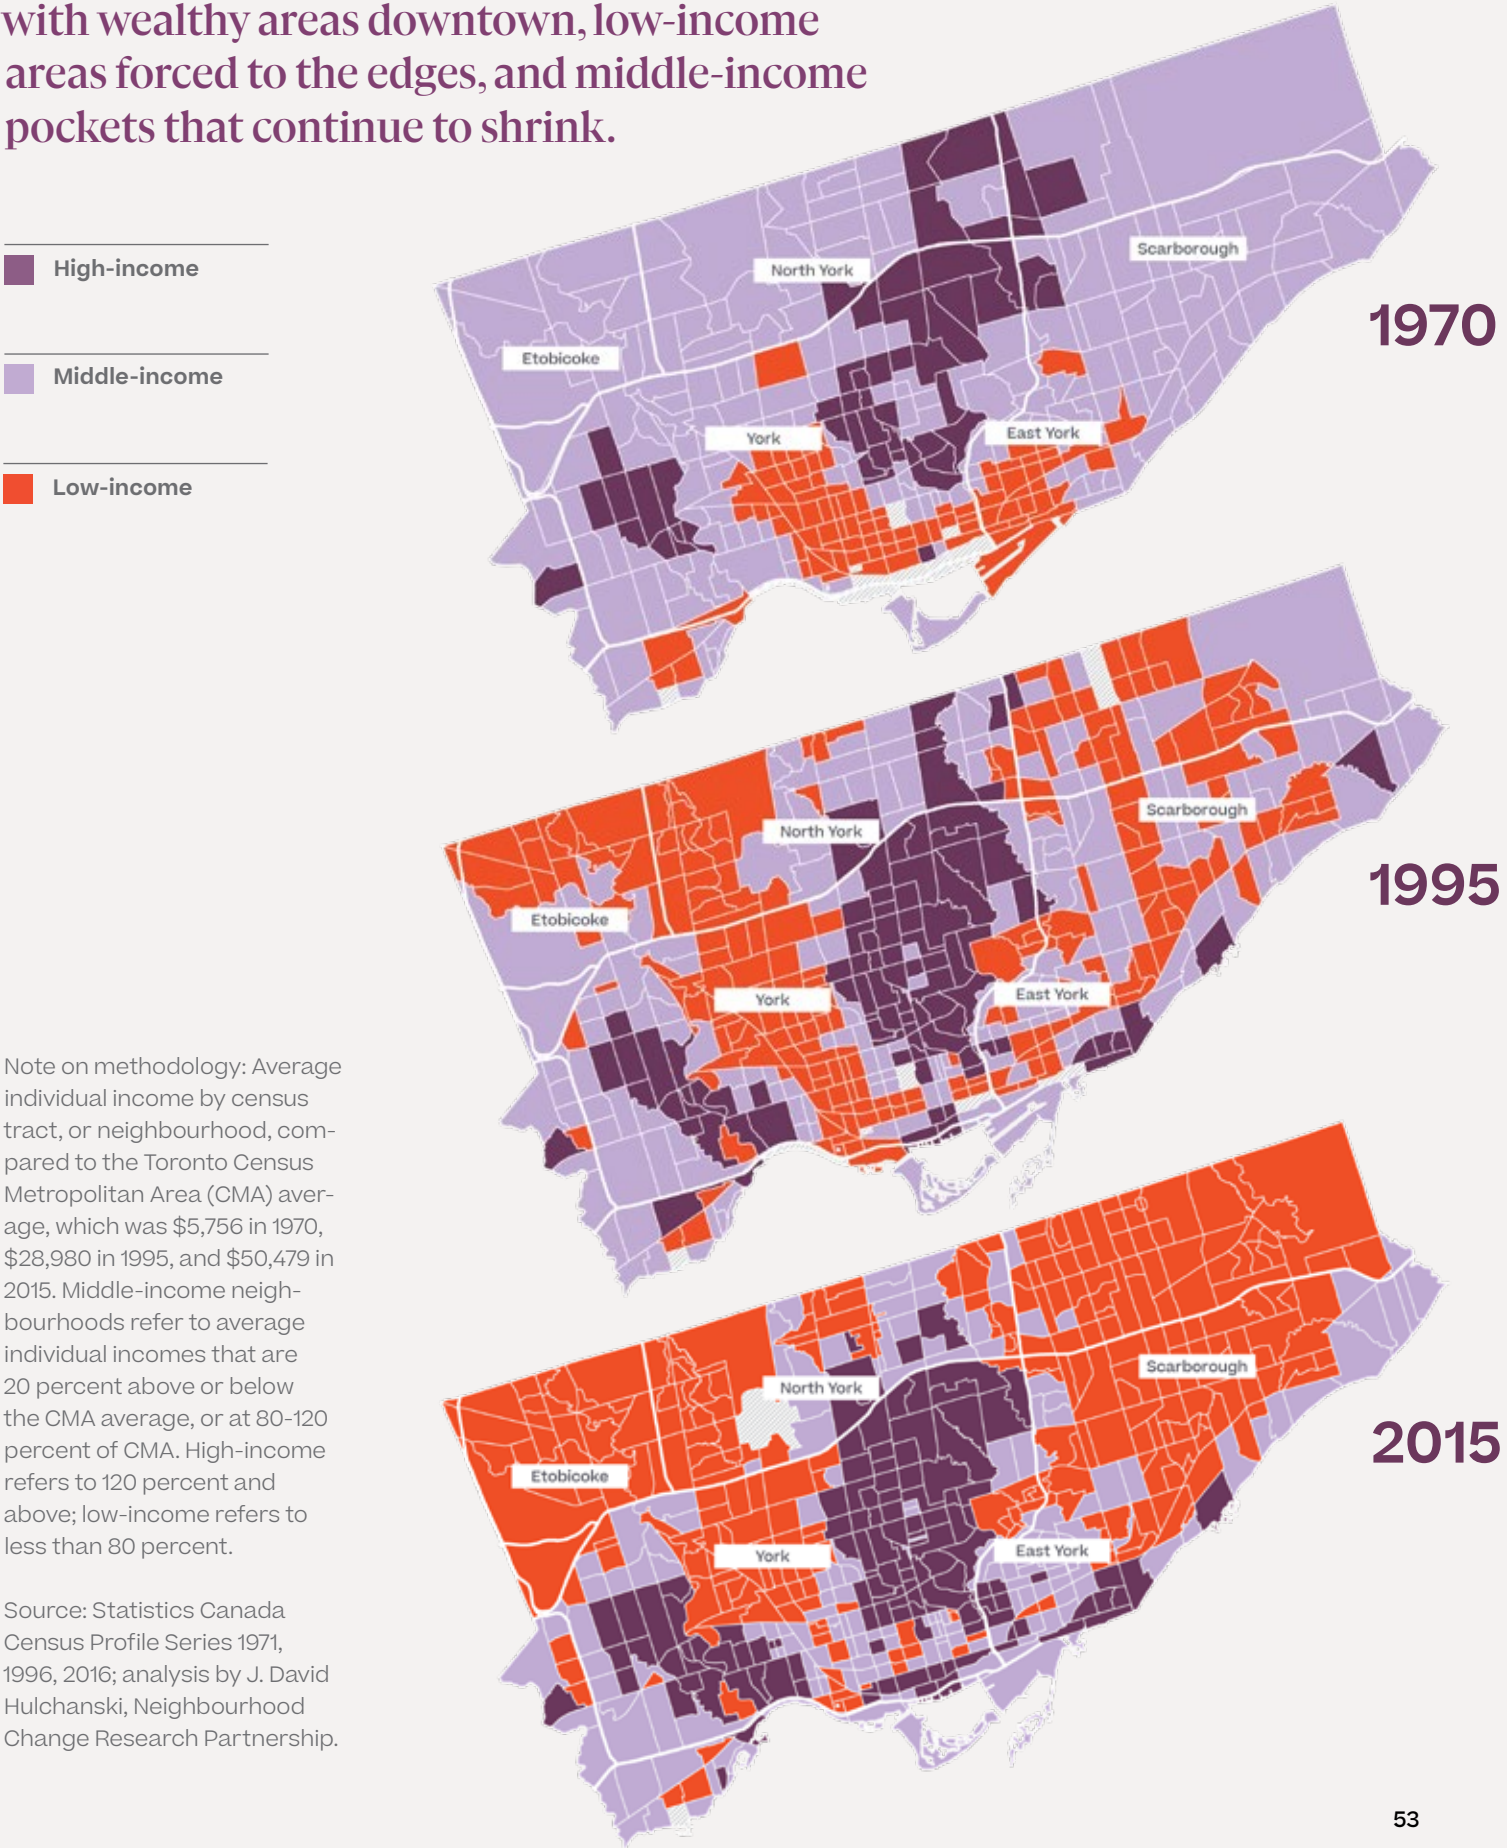 with wealthy areas downtown, low-income
areas forced to the edges, and middle-income
pockets that continue to shrink.
High-income
Middle-income
Low-income
North York
Scarborough
Etobicoke
York
East York
1970
North York
Scarborough
Etobicoke
York
East York
1995
North York
Scarborough
Etobicoke
York
East York
2015
Note on methodology: Average
individual income by census
tract, or neighbourhood, com-
pared to the Toronto Census
Metropolitan Area (CMA) aver-
age, which was $5,756 in 1970,
$28,980 in 1995, and $50,479 in
2015. Middle-income neigh-
bourhoods refer to average
individual incomes that are
20 percent above or below
the CMA average, or at 80-120
percent of CMA. High-income
refers to 120 percent and
above; low-income refers to
less than 80 percent.
Source: Statistics Canada
Census Profile Series 1971,
1996, 2016; analysis by J. David
Hulchanski, Neighbourhood
Change Research Partnership.
53